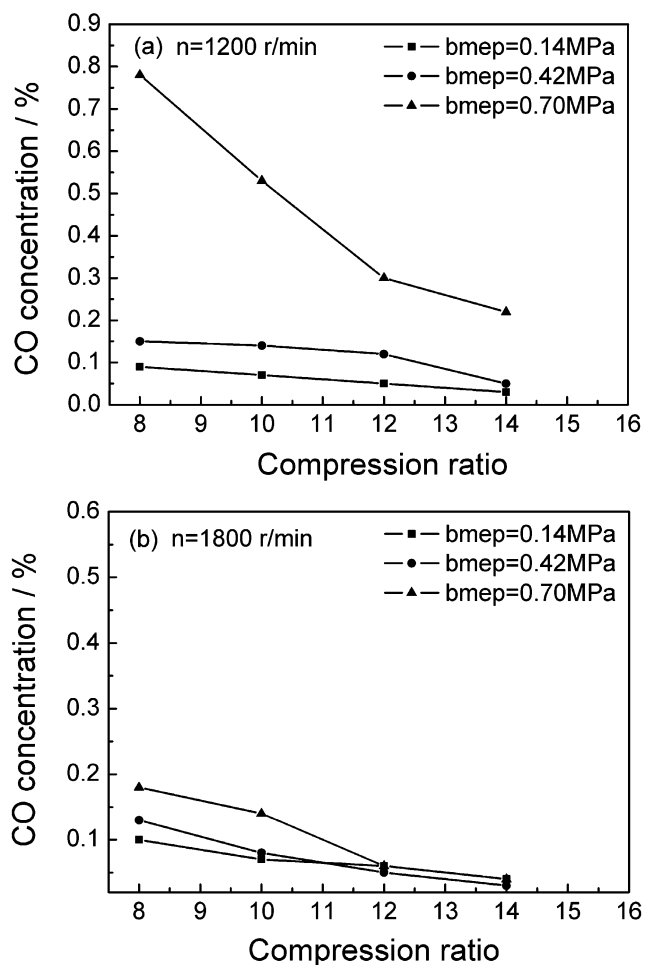 (a) n=1200 r/min
bmep=0.14MPa
bmep=0.42MPa
bmep=0.70MPa
0.9
0.8
0.7
0.6
0.5
0.4
0.3
0.2
0.1
0.0
CO concentration / %
8 9 10 11 12 13 14 15 16
Compression ratio
(b) n=1800 r/min
bmep=0.14MPa
bmep=0.42MPa
bmep=0.70MPa
0.6
0.5
0.4
0.3
0.2
0.1
CO concentration / %
8 9 10 11 12 13 14 15 16
Compression ratio